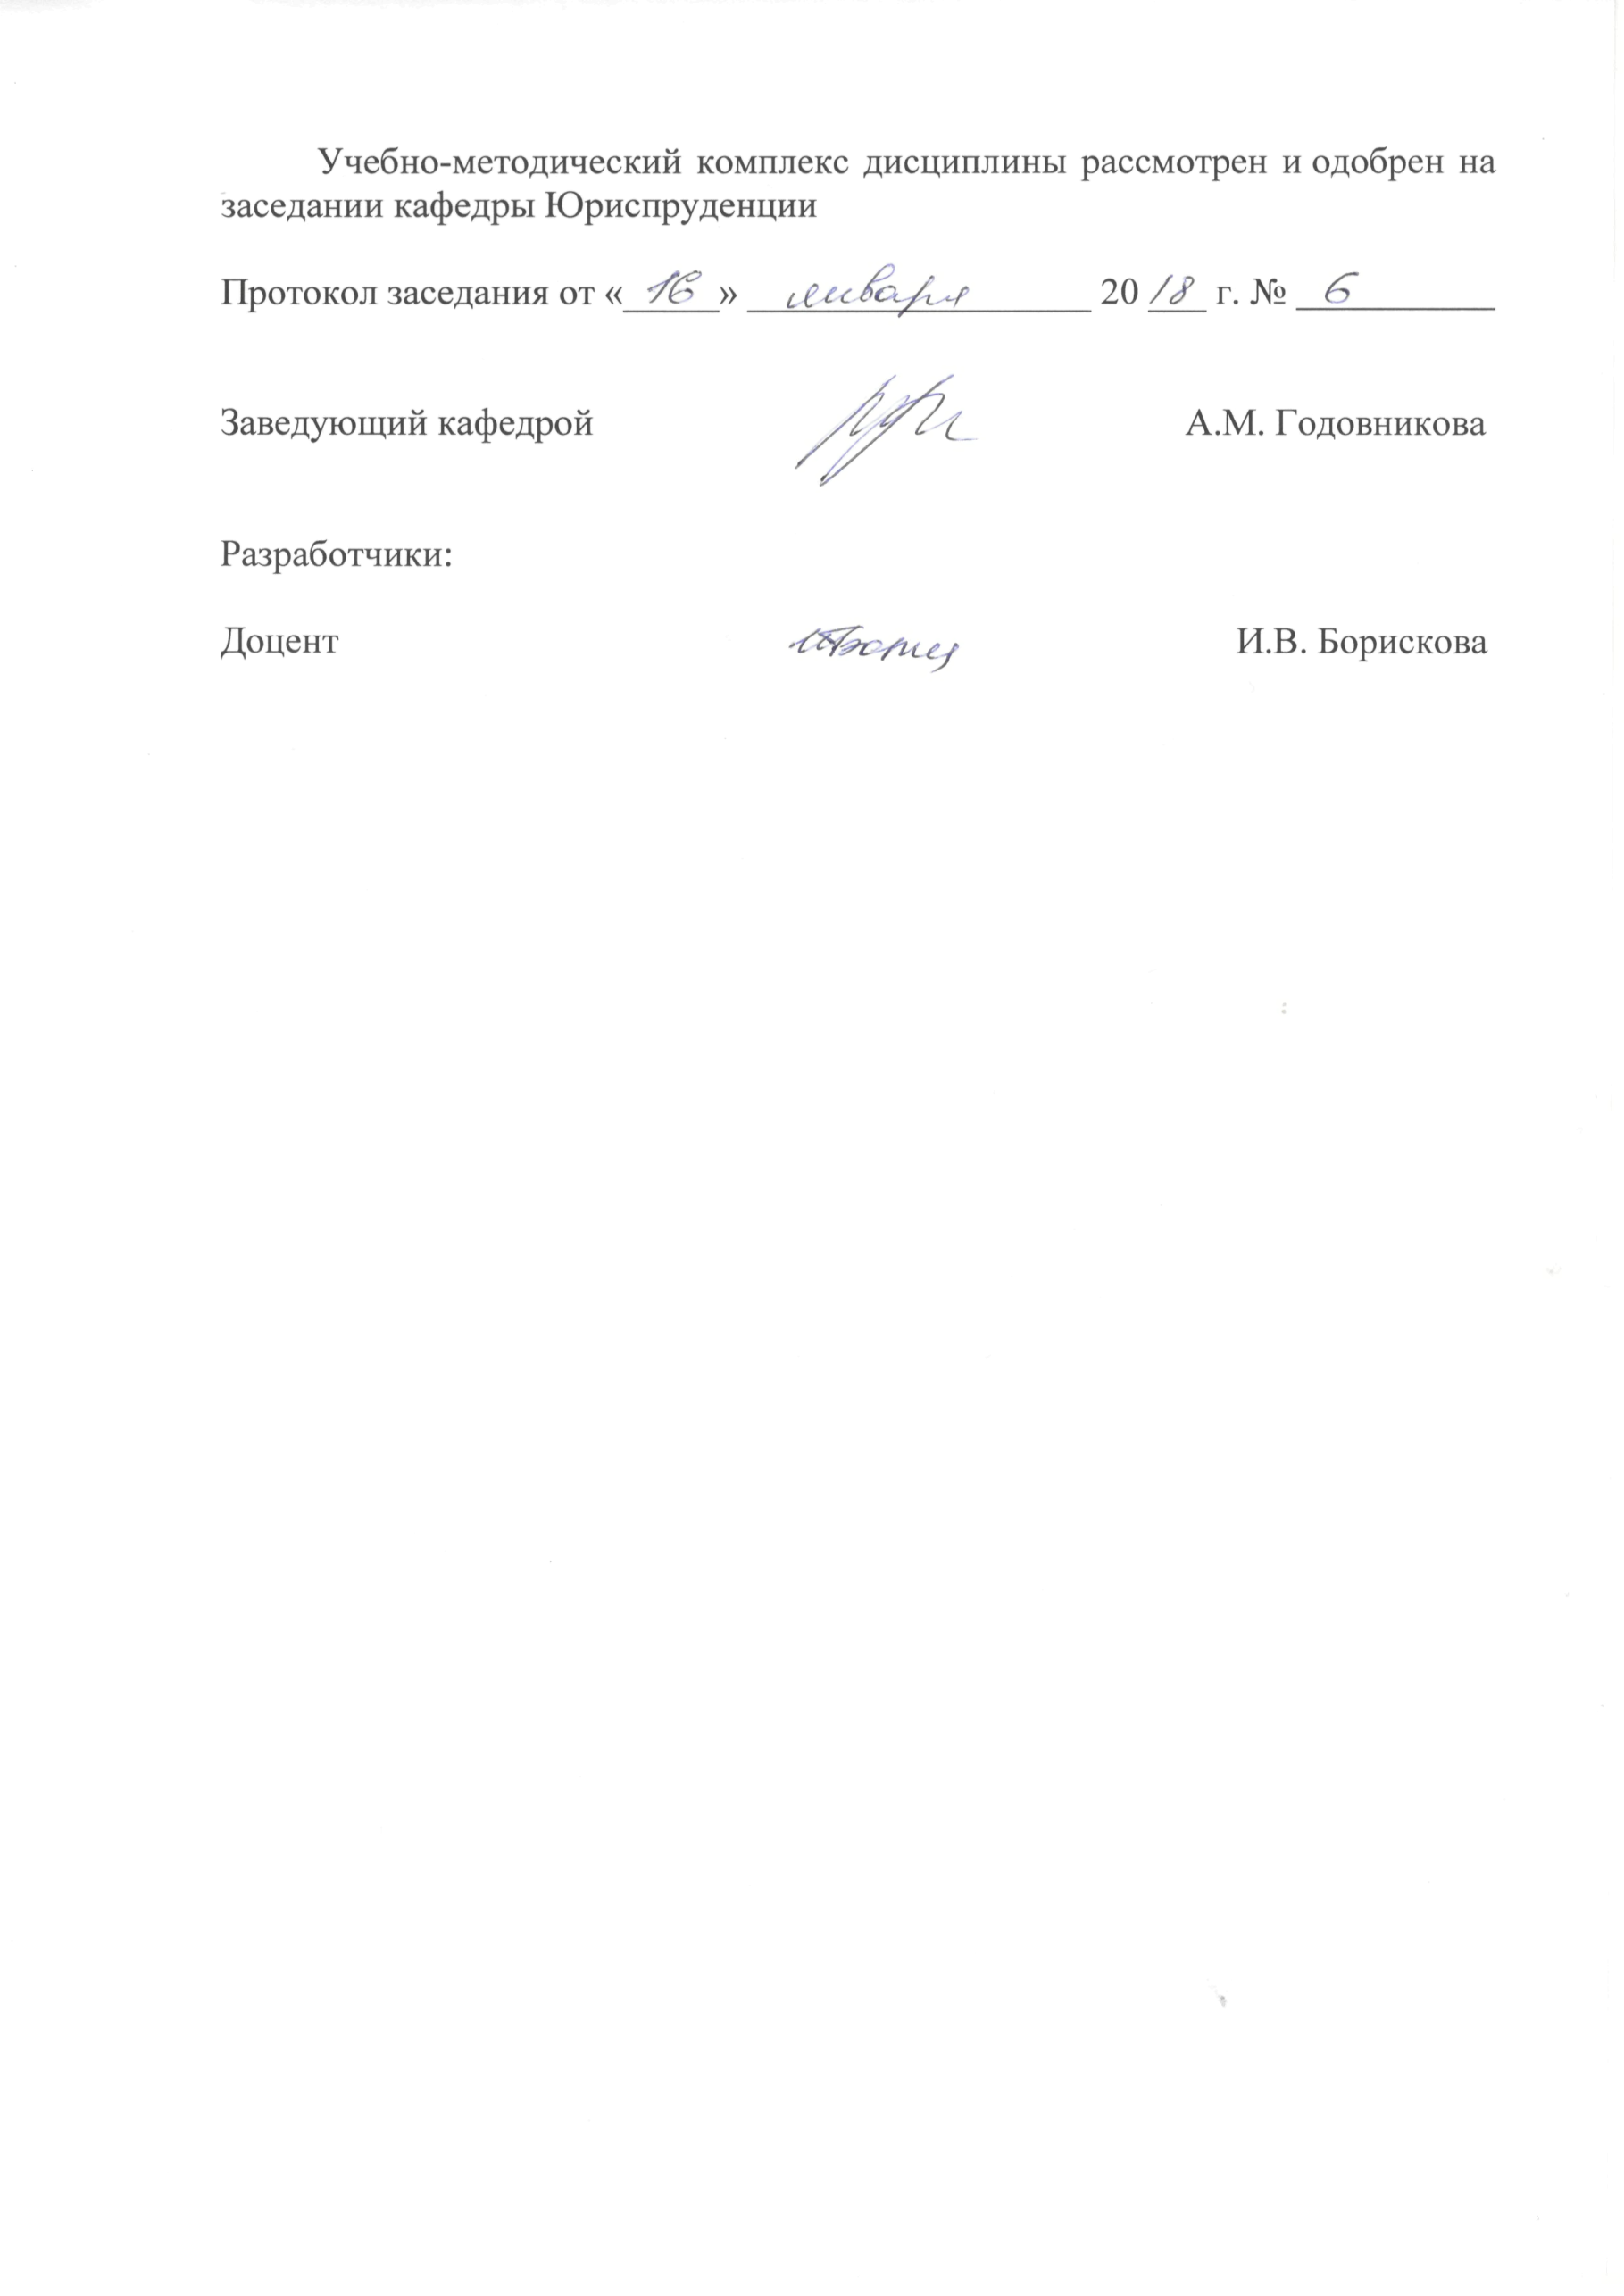 Учебно-методический комплекс дисциплины рассмотрен и одобрен на
заседании кафедры Юриспруденции
Протокол заседания от «16» января 2018 г. № 6
Заведующий кафедрой А.М. Годовникова
Разработчики:
Доцент И.В. Борискова